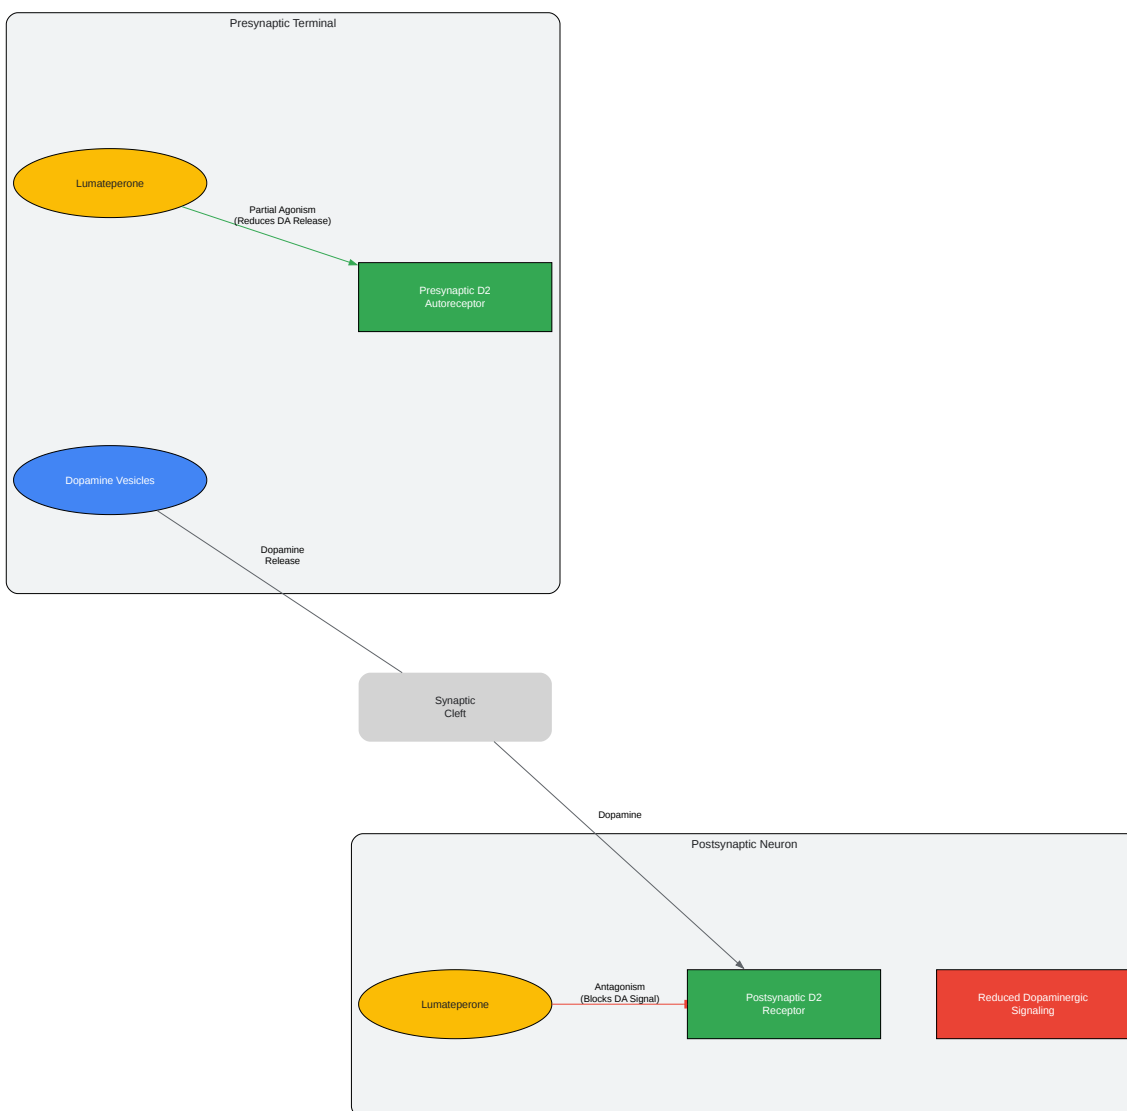 Presynaptic Terminal
Lumateperone
Partial Agonism
(Reduces DA Release)
Presynaptic D2
Autoreceptor
Dopamine Vesicles
Dopamine
Release
Synaptic
Cleft
Dopamine
Postsynaptic Neuron
Lumateperone
Antagonism
(Blocks DA Signal)
Postsynaptic D2
Receptor
Reduced Dopaminergic
Signaling